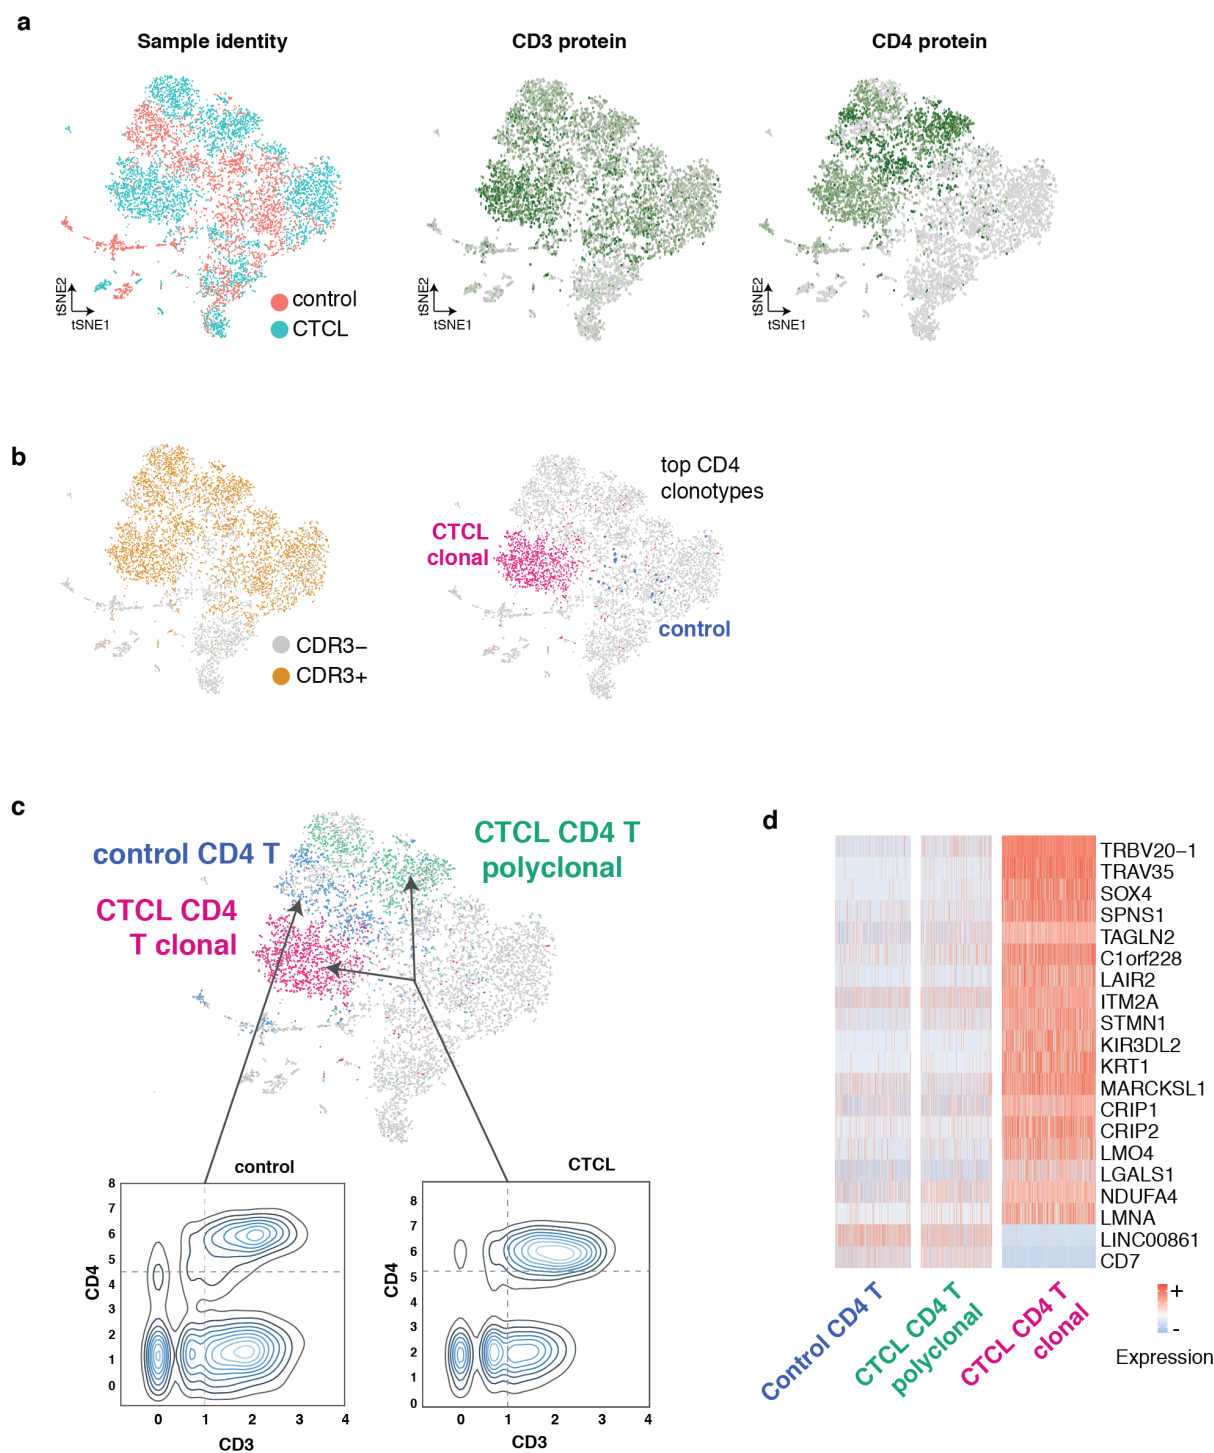 a
Sample identity
CD3 protein
CD4 protein
tSNE2
tSNE1
control
CTCL
tSNE2
tSNE1
tSNE2
tSNE1
b
CDR3−
CDR3+
top CD4
clonotypes
CTCL
clonal
control
c
control CD4 T
CTCL CD4 T
polyclonal
CTCL CD4
T clonal
control
8
7
6
5
4
3
2
1
0
CD4
0 1 2 3 4
CD3
CTCL
8
7
6
5
4
3
2
1
0
CD4
0 1 2 3 4
CD3
d
TRBV20−1
TRAV35
SOX4
SPNS1
TAGLN2
C1orf228
LAIR2
ITM2A
STMN1
KIR3DL2
KRT1
MARCKSL1
CRIP1
CRIP2
LMO4
LGALS1
NDUFA4
LMNA
LINC00861
CD7
Control CD4 T
CTCL CD4 T
polyclonal
CTCL CD4 T
clonal
+
-
Expression